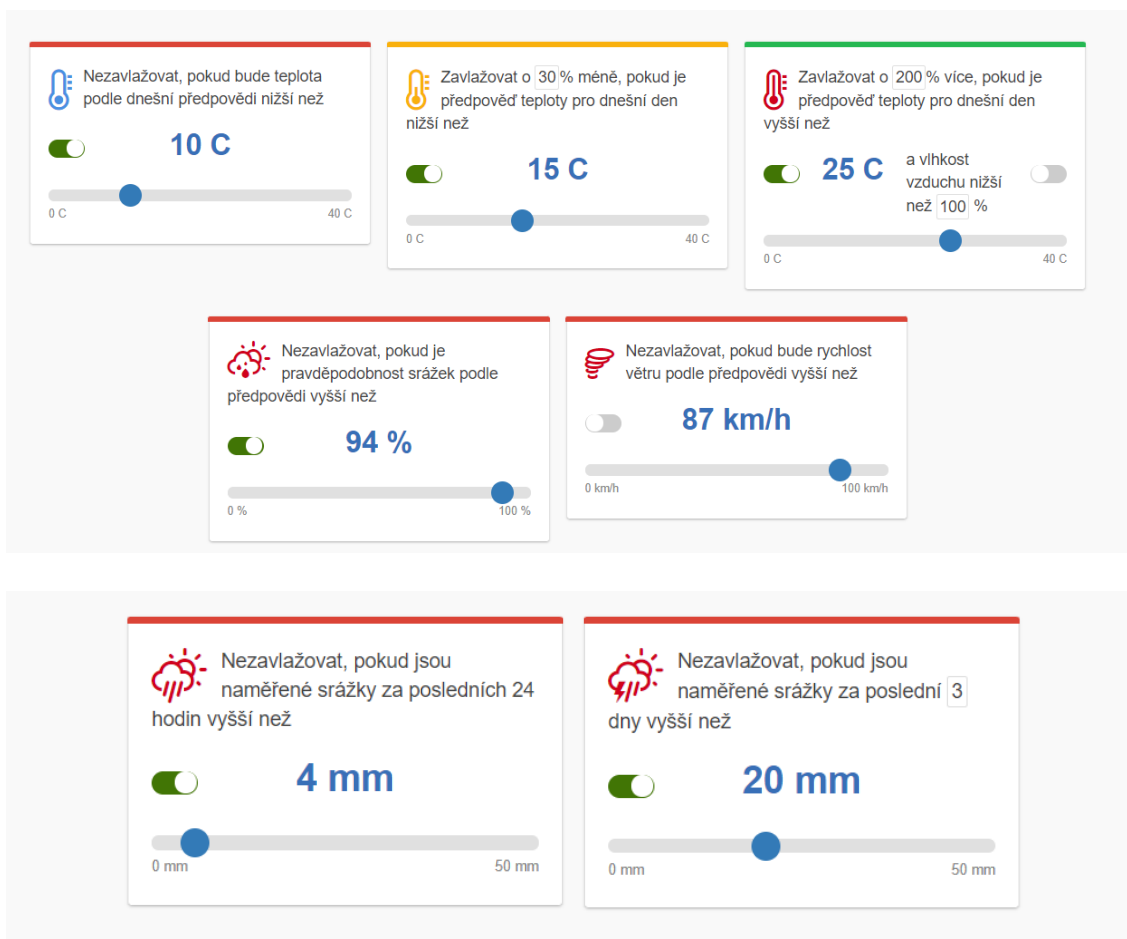 Nezavlažovat, pokud bude teplota
podle dnešní předpovědi nižší než
10 C
0 C
40 C
Zavlažovat o 30 % méně, pokud je
předpověď teploty pro dnešní den
nižší než
15 C
0 C
40 C
Zavlažovat o 200 % více, pokud je
předpověď teploty pro dnešní den
vyšší než
25 C
a vlhkost
vzduchu nižší
než 100 %
0 C
40 C
Nezavlažovat, pokud je
pravděpodobnost srážek podle
předpovědi vyšší než
94 %
0 %
100 %
Nezavlažovat, pokud bude rychlost
větru podle předpovědi vyšší než
87 km/h
0 km/h
100 km/h
Nezavlažovat, pokud jsou
naměřené srážky za posledních 24
hodin vyšší než
4 mm
0 mm
50 mm
Nezavlažovat, pokud jsou
naměřené srážky za poslední 3
dny vyšší než
20 mm
0 mm
50 mm